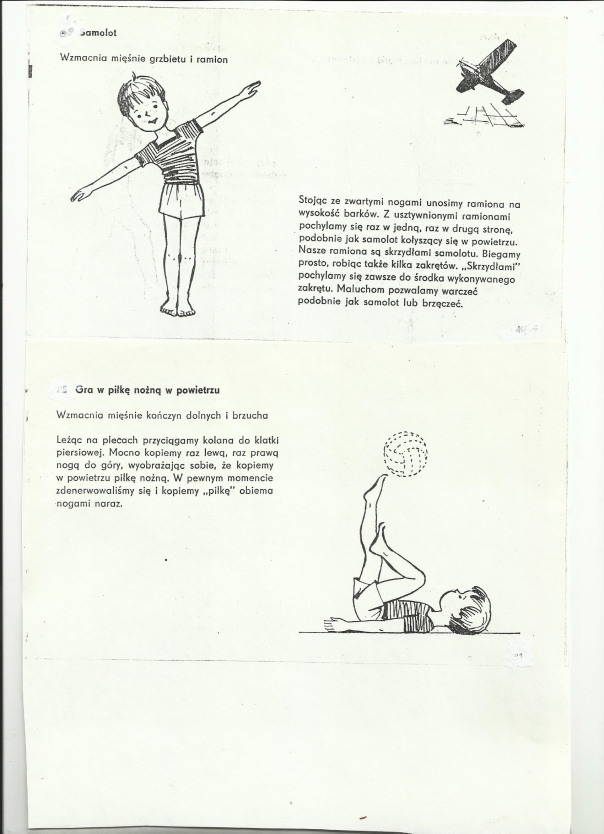 Samolot
Wzmacnia mięśnie grzbietu i ramion
Stojąc ze zwartymi nogami unosimy ramiona na
wysokość barków. Z usztywnionymi ramionami
pochylamy się raz w jedną, raz w drugą stronę,
podobnie jak samolot kołyszący się w powietrzu.
Nasze ramiona są skrzydłami samolotu. Biegamy
prosto, robiąc także kilka zakrętów. „Skrzydłami"
pochylamy się zawsze do środka wykonywanego
zakrętu. Maluchom pozwalamy warczeć
podobnie jak samolot lub brzęczeć.
Gra w piłkę nożną w powietrzu
Wzmacnia mięśnie kończyn dolnych i brzucha
Leżąc na plecach przyciągamy kolana do klatki
piersiowej. Mocno kopiemy raz lewą, raz prawą
nogą do góry, wyobrażając sobie, że kopiemy
w powietrzu piłkę nożną. W pewnym momencie
zdenerwowaliśmy się i kopiemy „piłkę" obiema
nogami naraz.